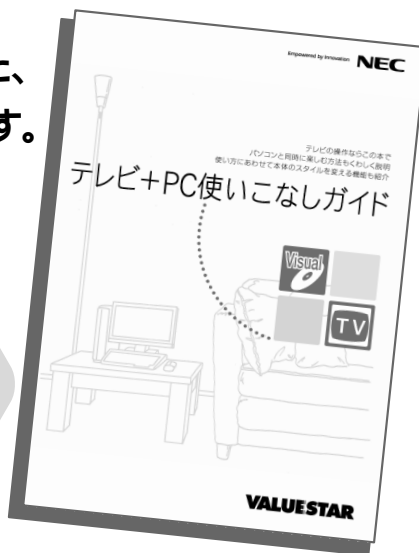 に、
す。
Empowered by Innovation NEC
テレビの操作ならこの本で
パソコンと同時に楽しむ方法もくわしく説明
使い方にあわせて本体のスタイルを変える機能も紹介
テレビ+PC使いこなしガイド
Visual
TV
VALUESTAR